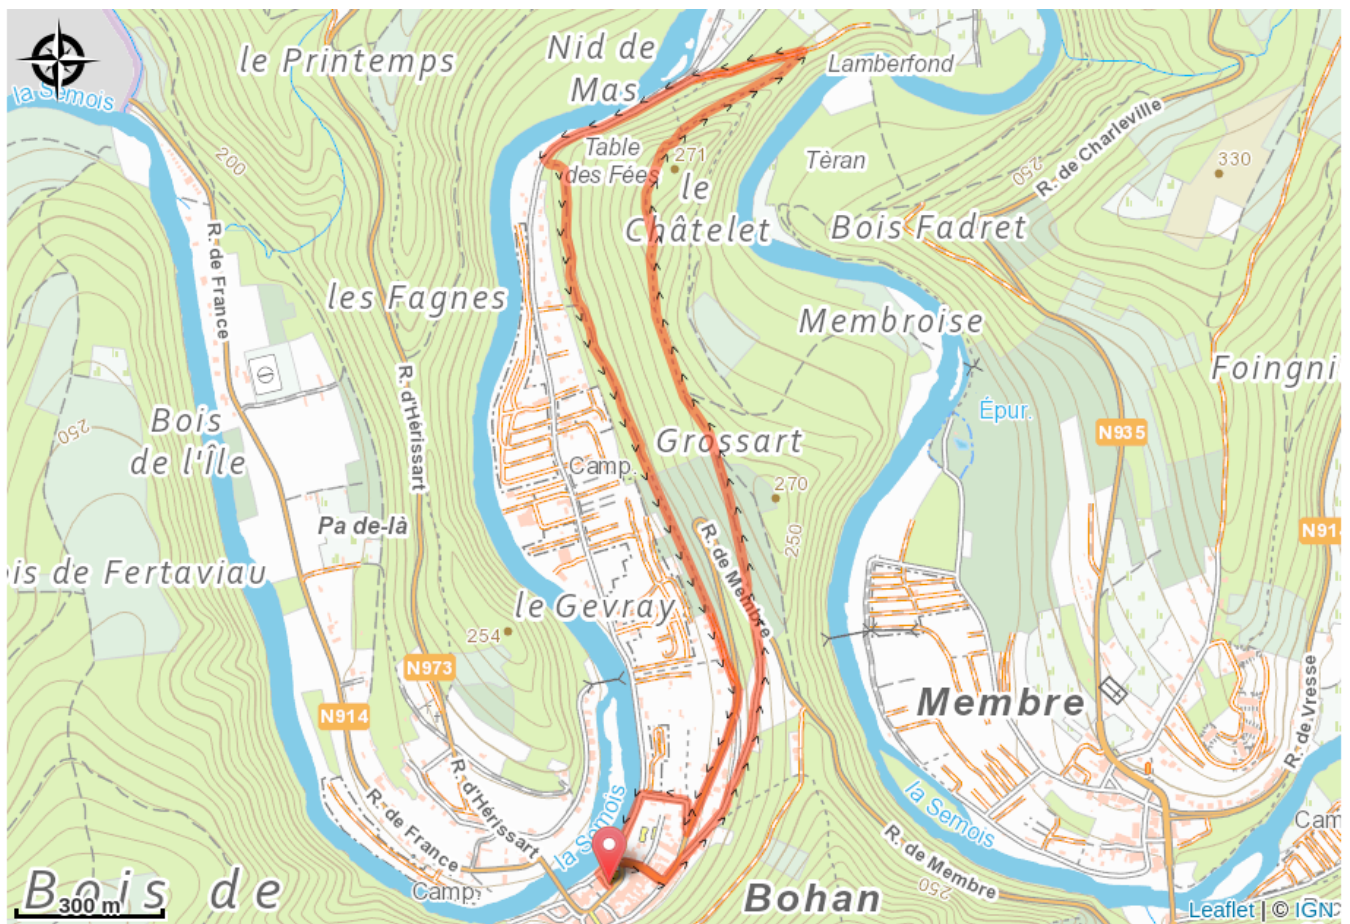 le Printemps
Nid de
Mas
Lamberfond
la Semois
200
Table
des Fées
271
le
Châtelet
Tèran
R. de Charleville
250
330
Bois Fadret
R. de France
les Fagnes
Membroise
Foingni
R. d'Hérissart
Bois
de l'Île
250
Épur.
N935
Grossart
Camp.
270
Pa de-là
R. de Membre
250
N914
is de Fertaviau
le Gevray
254
N973
N914
Membre
R. de Vresse
R. de France
R. d'Hérissart
la Semois
la Semois
Cam
R. de Membre
250
Camp.
Bois de
Bohan
300 m
Leaflet | © IGN